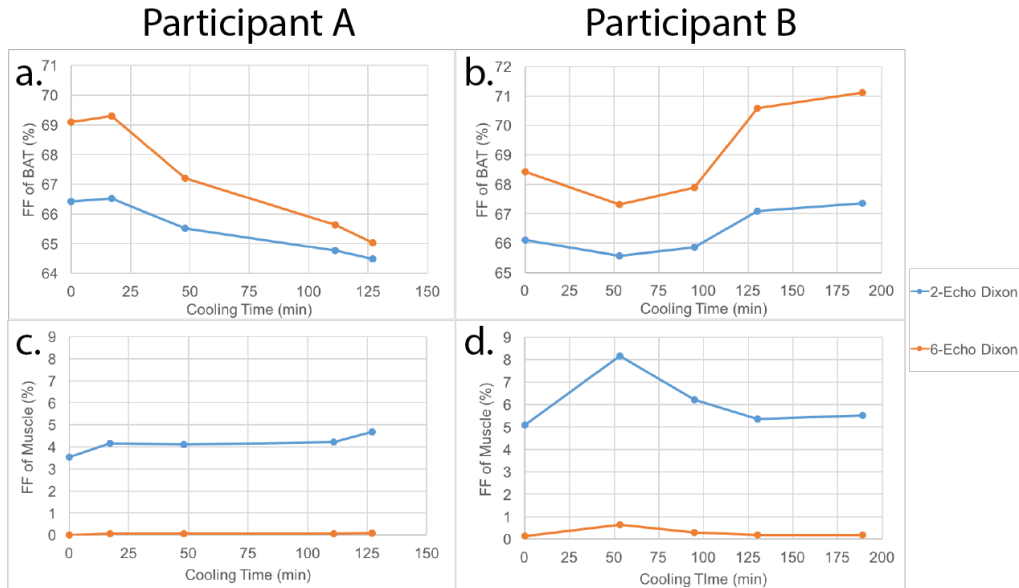 Participant A
Participant B
a.
71
70
69
68
67
66
65
64
FF of BAT (%)
0 25 50 75 100 125 150
Cooling Time (min)
b.
72
71
70
69
68
67
66
65
FF of BAT (%)
0 25 50 75 100 125 150 175 200
Cooling Time (min)
2-Echo Dixon
6-Echo Dixon
c.
9
8
7
6
5
4
3
2
1
0
FF of Muscle (%)
0 25 50 75 100 125 150
Cooling Time (min)
d.
9
8
7
6
5
4
3
2
1
0
FF of Muscle (%)
0 25 50 75 100 125 150 175 200
Cooling TIme (min)